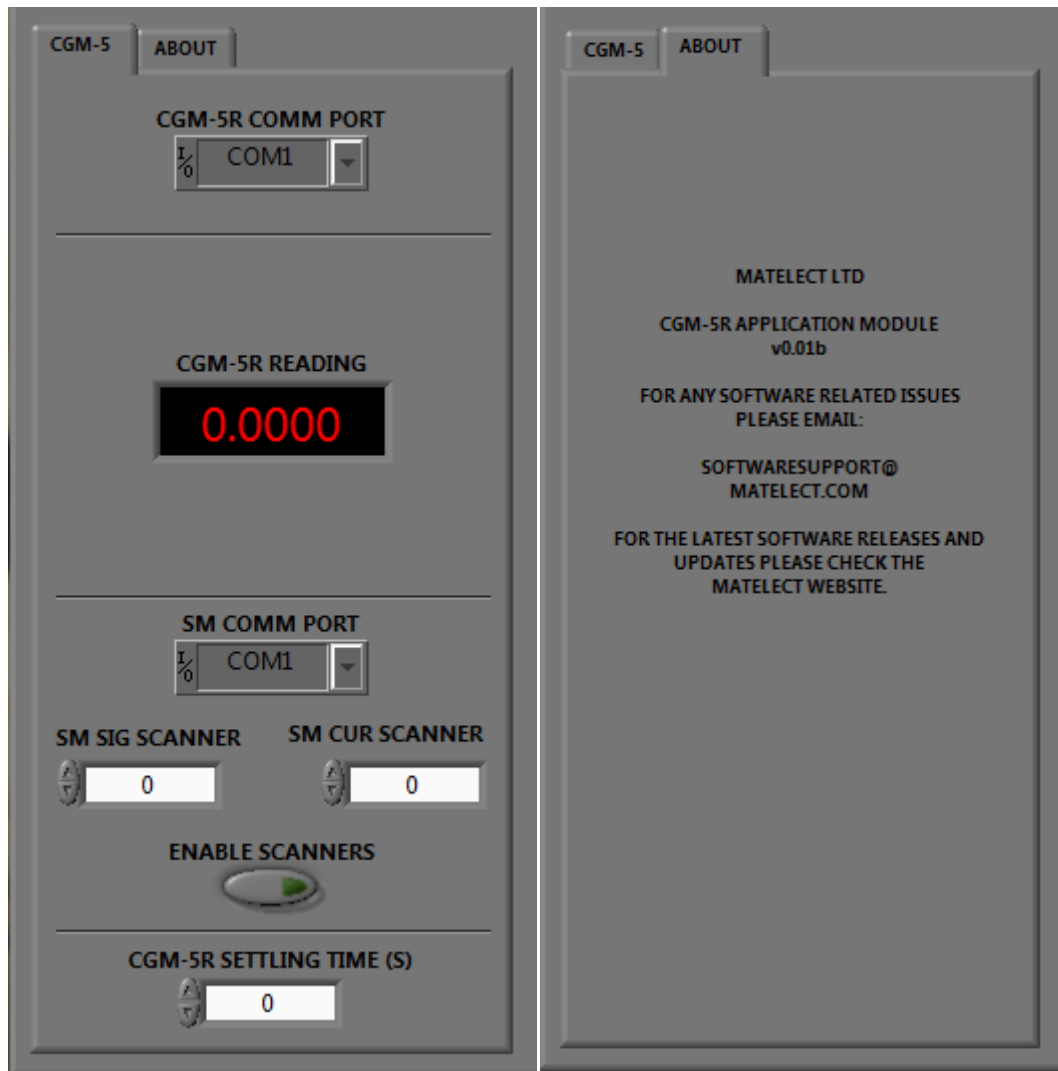 CGM-5
ABOUT
CGM-5R COMM PORT
I/O
COM1
CGM-5R READING
0.0000
SM COMM PORT
I/O
COM1
SM SIG SCANNER
SM CUR SCANNER
0
0
ENABLE SCANNERS
CGM-5R SETTLING TIME (S)
0
CGM-5
ABOUT
MATELECT LTD
CGM-5R APPLICATION MODULE
v0.01b
FOR ANY SOFTWARE RELATED ISSUES
PLEASE EMAIL:
SOFTWARESUPPORT@
MATELECT.COM
FOR THE LATEST SOFTWARE RELEASES AND
UPDATES PLEASE CHECK THE
MATELECT WEBSITE.